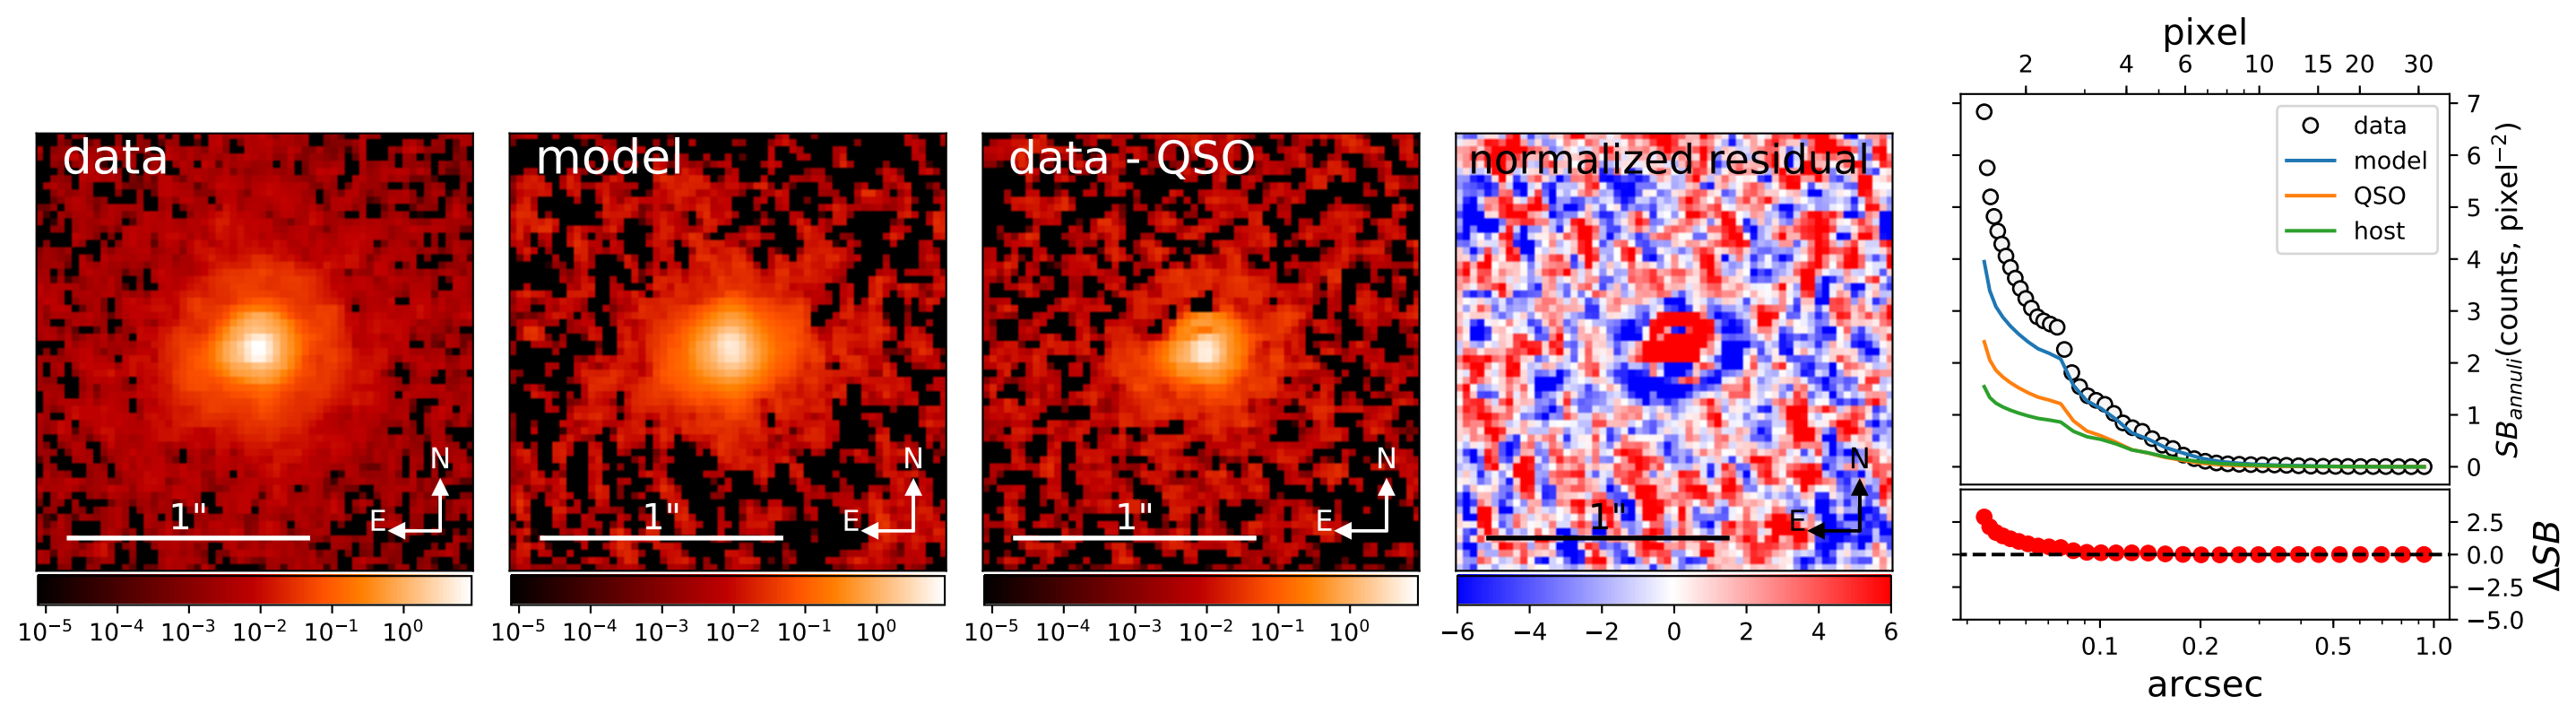 data
N
E
1"
10⁻⁵ 10⁻⁴ 10⁻³ 10⁻² 10⁻¹ 10⁰
model
N
E
1"
10⁻⁵ 10⁻⁴ 10⁻³ 10⁻² 10⁻¹ 10⁰
data - QSO
N
E
1"
10⁻⁵ 10⁻⁴ 10⁻³ 10⁻² 10⁻¹ 10⁰
normalized residual
N
E
1"
−6 −4 −2 0 2 4 6
pixel
2 4 6 10 15 20 30
data
model
QSO
host
7
6
5
4
3
2
1
0
SB_annuli(counts, pixel⁻²)
2.5
0.0
−2.5
−5.0
ΔSB
0.1 0.2 0.5 1.0
arcsec